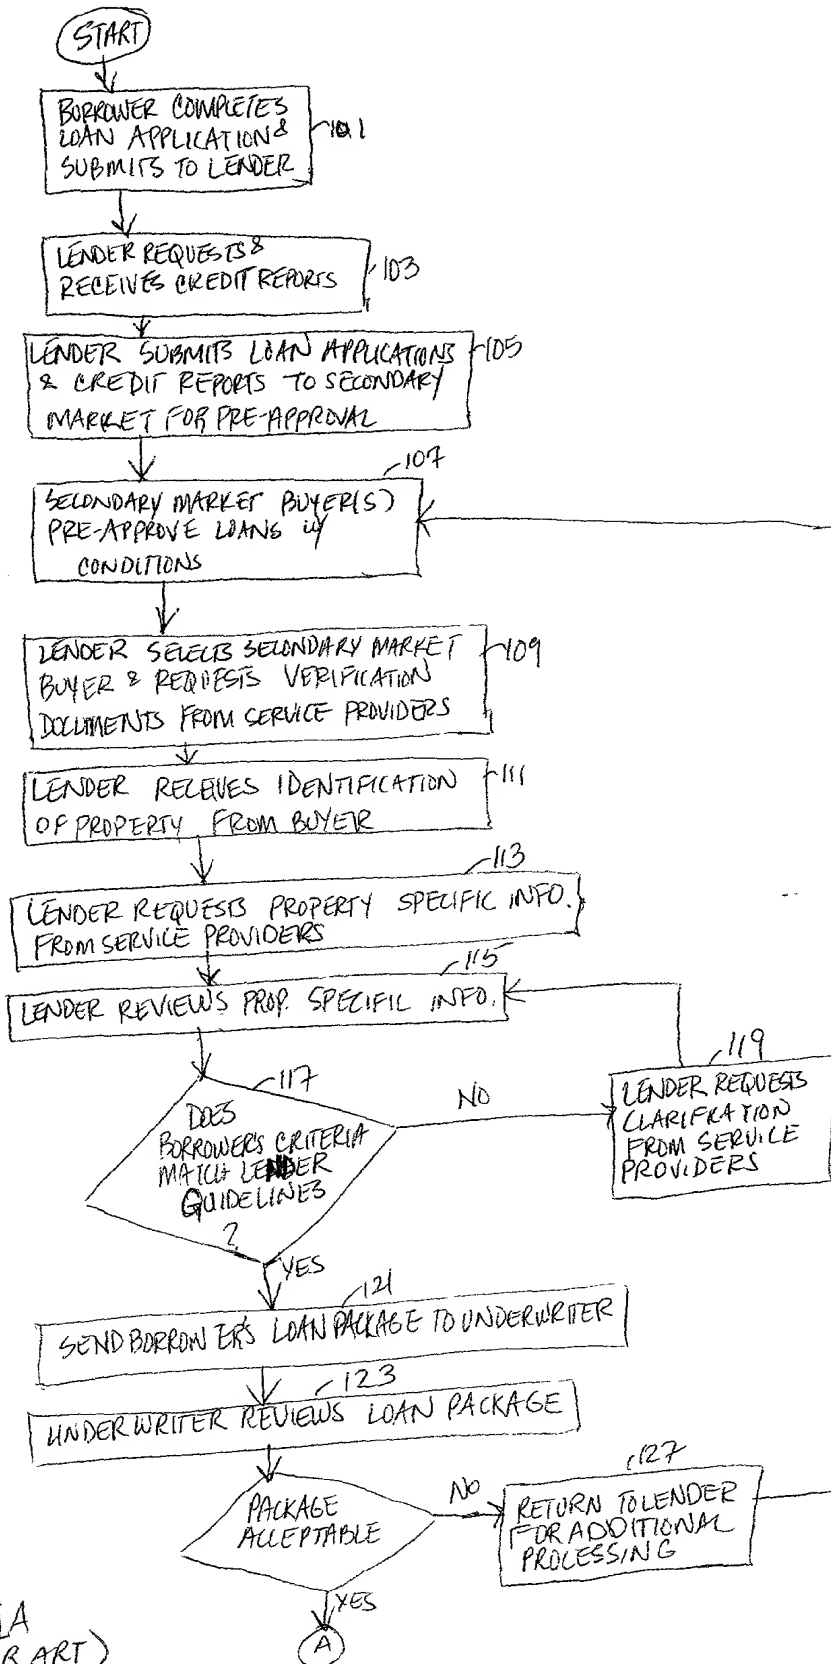 START
BORROWER COMPLETES
LOAN APPLICATION &
SUBMITS TO LENDER
101
LENDER REQUESTS &
RECEIVES CREDIT REPORTS
103
LENDER SUBMITS LOAN APPLICATIONS
& CREDIT REPORTS TO SECONDARY
MARKET FOR PRE-APPROVAL
105
107
SECONDARY MARKET BUYER(S)
PRE-APPROVE LOANS w/
CONDITIONS
LENDER SELECTS SECONDARY MARKET
BUYER & REQUESTS VERIFICATION
DOCUMENTS FROM SERVICE PROVIDERS
109
LENDER RECEIVES IDENTIFICATION
OF PROPERTY FROM BUYER
111
113
LENDER REQUESTS PROPERTY SPECIFIC INFO.
FROM SERVICE PROVIDERS
115
LENDER REVIEWS PROP. SPECIFIC INFO.
117
DOES
BORROWER'S CRITERIA
MATCH LENDER
GUIDELINES
?
NO
119
LENDER REQUESTS
CLARIFICATION
FROM SERVICE
PROVIDERS
YES
121
SEND BORROWER'S LOAN PACKAGE TO UNDERWRITER
123
UNDERWRITER REVIEWS LOAN PACKAGE
PACKAGE
ACCEPTABLE
NO
127
RETURN TO LENDER
FOR ADDITIONAL
PROCESSING
YES
A
1A
R ART)